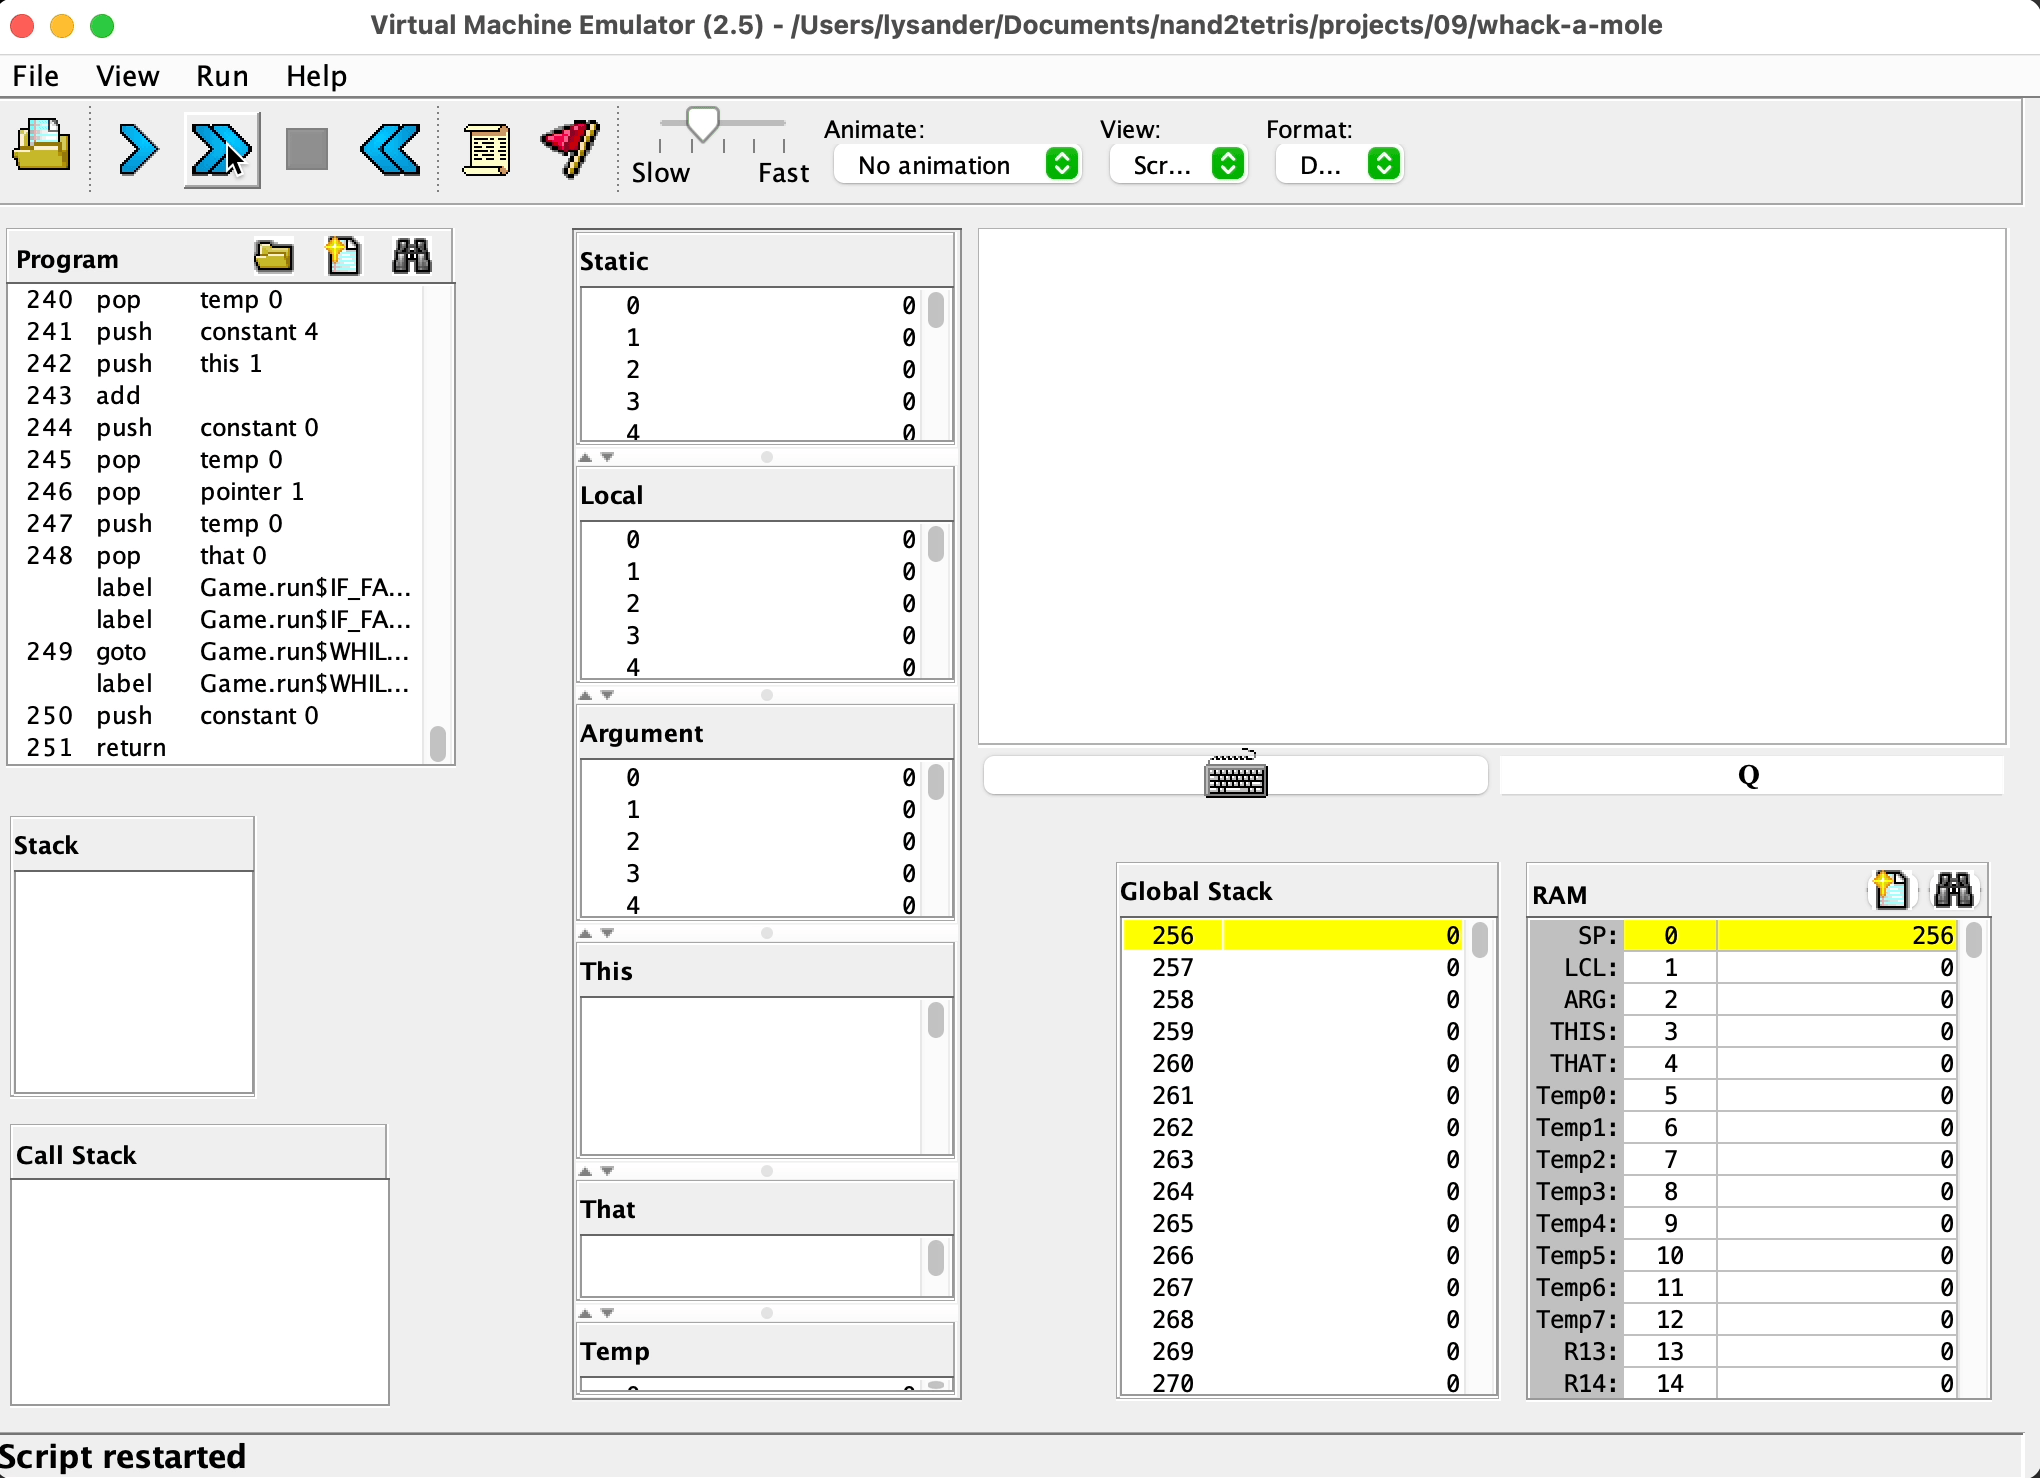 Virtual Machine Emulator (2.5) - /Users/lysander/Documents/nand2tetris/projects/09/whack-a-mole
File View Run Help
Slow Fast
Animate:
No animation
View:
Scr...
Format:
D...
Program
240 pop temp 0
241 push constant 4
242 push this 1
243 add
244 push constant 0
245 pop temp 0
246 pop pointer 1
247 push temp 0
248 pop that 0
label Game.run$IF_FA...
label Game.run$IF_FA...
249 goto Game.run$WHIL...
label Game.run$WHIL...
250 push constant 0
251 return
Stack
Call Stack
Static
0 0
1 0
2 0
3 0
4 0
Local
0 0
1 0
2 0
3 0
4 0
Argument
0 0
1 0
2 0
3 0
4 0
This
That
Temp
Q
Global Stack
256 0
257 0
258 0
259 0
260 0
261 0
262 0
263 0
264 0
265 0
266 0
267 0
268 0
269 0
270 0
RAM
SP: 0 256
LCL: 1 0
ARG: 2 0
THIS: 3 0
THAT: 4 0
Temp0: 5 0
Temp1: 6 0
Temp2: 7 0
Temp3: 8 0
Temp4: 9 0
Temp5: 10 0
Temp6: 11 0
Temp7: 12 0
R13: 13 0
R14: 14 0
Script restarted